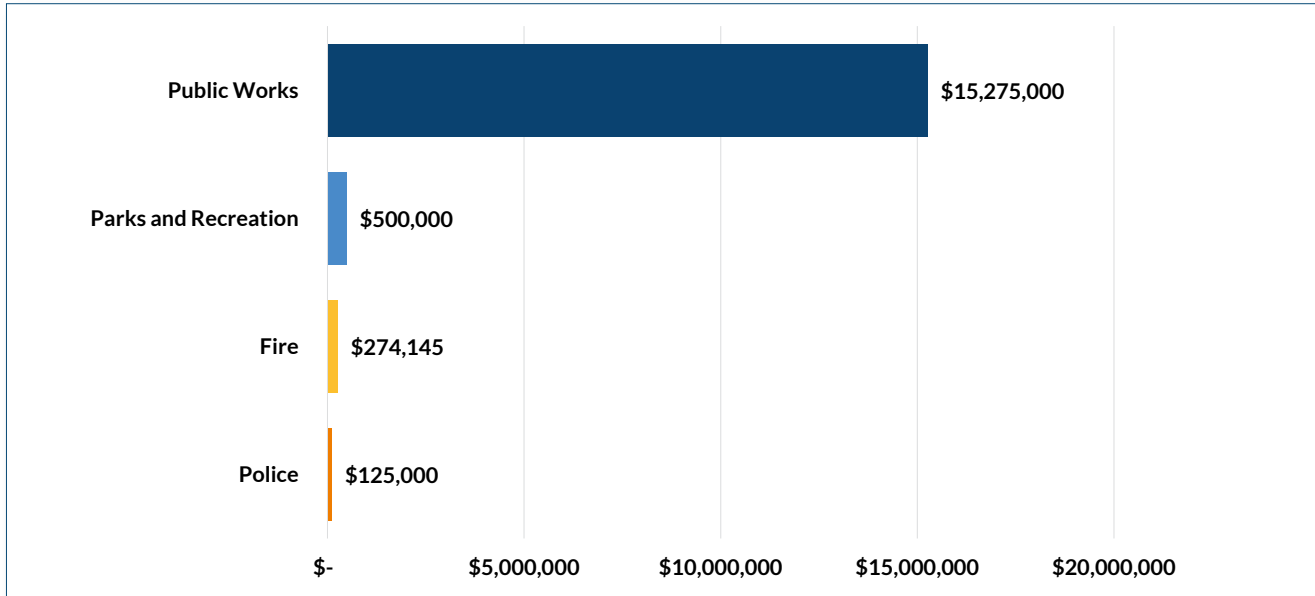 Public Works $15,275,000
Parks and Recreation $500,000
Fire $274,145
Police $125,000
$- $5,000,000 $10,000,000 $15,000,000 $20,000,000